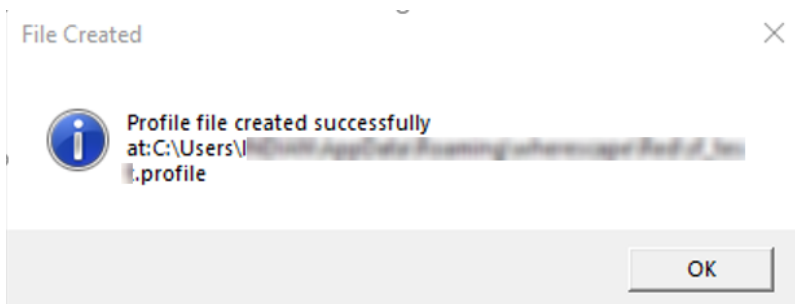 File Created
Profile file created successfully
at:C:\Users\
.profile
OK